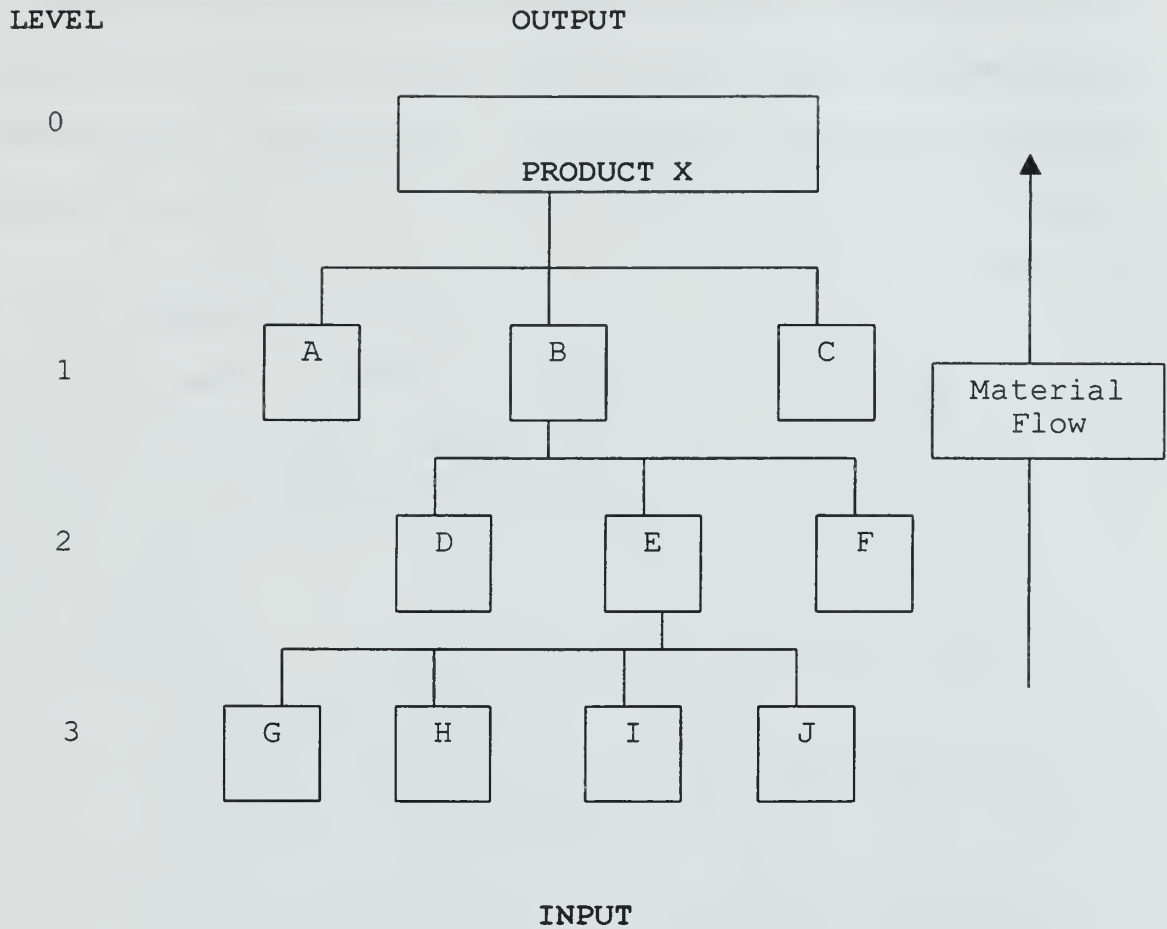 LEVEL OUTPUT
0
PRODUCT X
A B C
1
Material
Flow
2
D E F
3
G H I J
INPUT